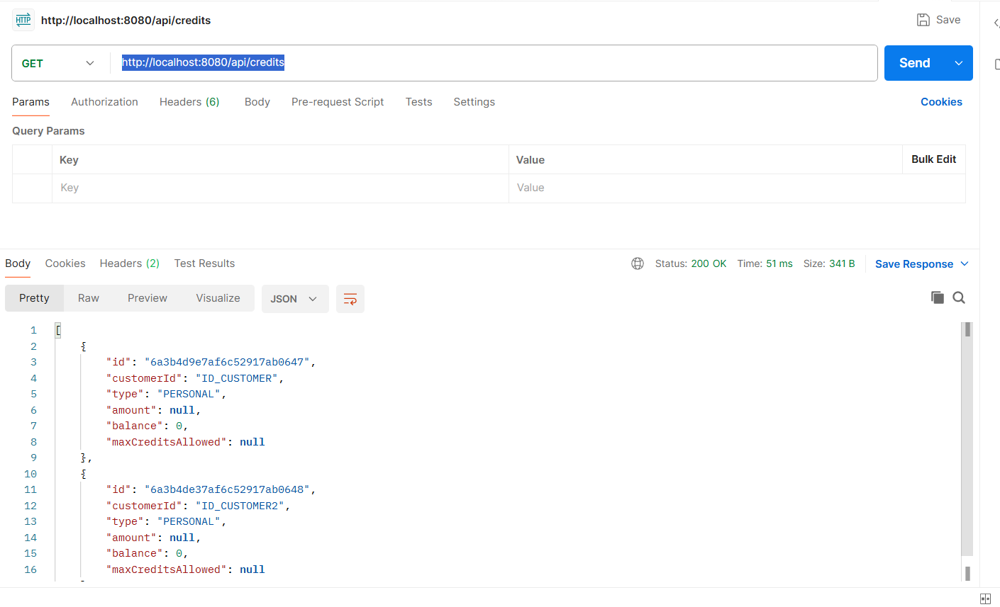 HTTP http://localhost:8080/api/credits Save
GET http://localhost:8080/api/credits Send
Params Authorization Headers (6) Body Pre-request Script Tests Settings Cookies
Query Params
Key Value Bulk Edit
Key Value
Body Cookies Headers (2) Test Results Status: 200 OK Time: 51 ms Size: 341 B Save Response
Pretty Raw Preview Visualize JSON
1 [
2 {
3 "id": "6a3b4d9e7af6c52917ab0647",
4 "customerId": "ID_CUSTOMER",
5 "type": "PERSONAL",
6 "amount": null,
7 "balance": 0,
8 "maxCreditsAllowed": null
9 },
10 {
11 "id": "6a3b4de37af6c52917ab0648",
12 "customerId": "ID_CUSTOMER2",
13 "type": "PERSONAL",
14 "amount": null,
15 "balance": 0,
16 "maxCreditsAllowed": null